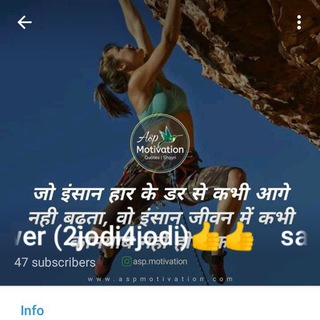 Asp
Motivation
Quotes | Shayri
जो इंसान हार के डर से कभी आगे
नही बढ़ता, वो इंसान जीवन में कभी
ver (2jodi4jodi)👍👍 sa
47 subscribers
asp.motivation
www.aspmotivation.com
Info